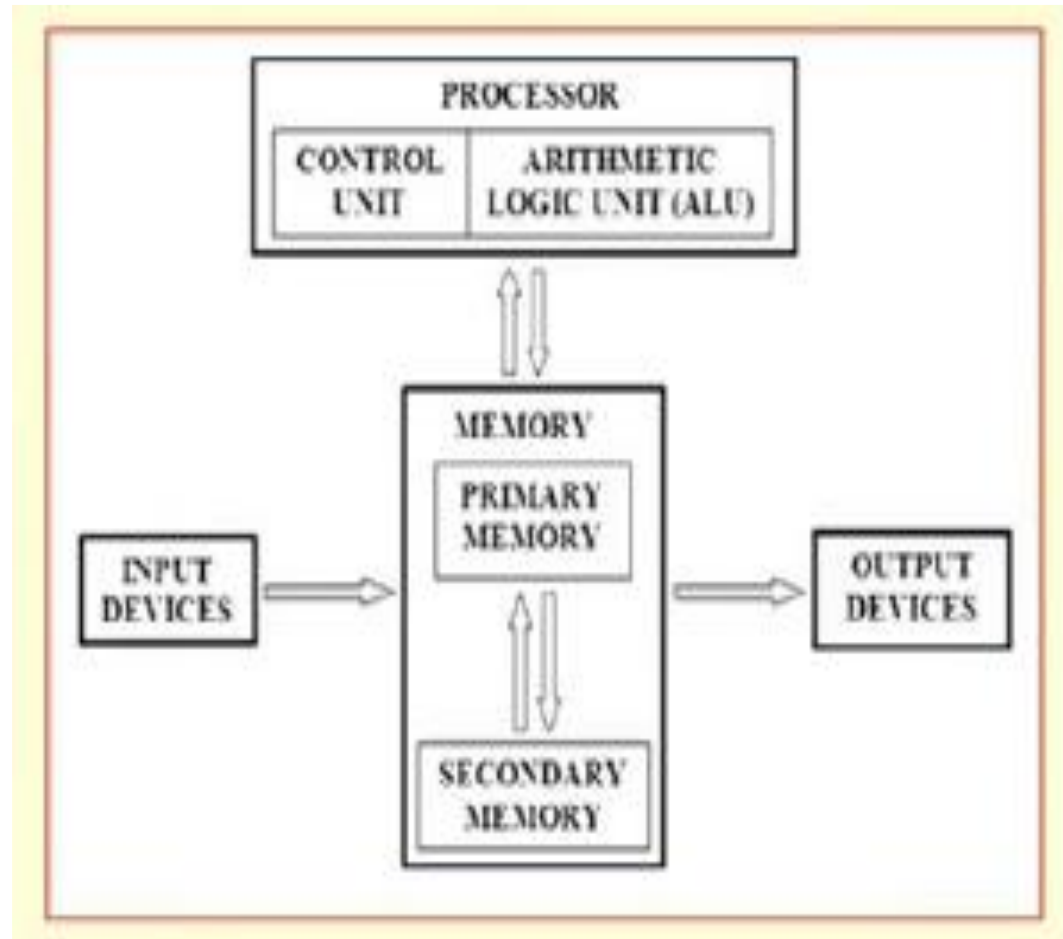 PROCESSOR
CONTROL
UNIT
ARITHMETIC
LOGIC UNIT (ALU)
MEMORY
PRIMARY
MEMORY
INPUT
DEVICES
OUTPUT
DEVICES
SECONDARY
MEMORY